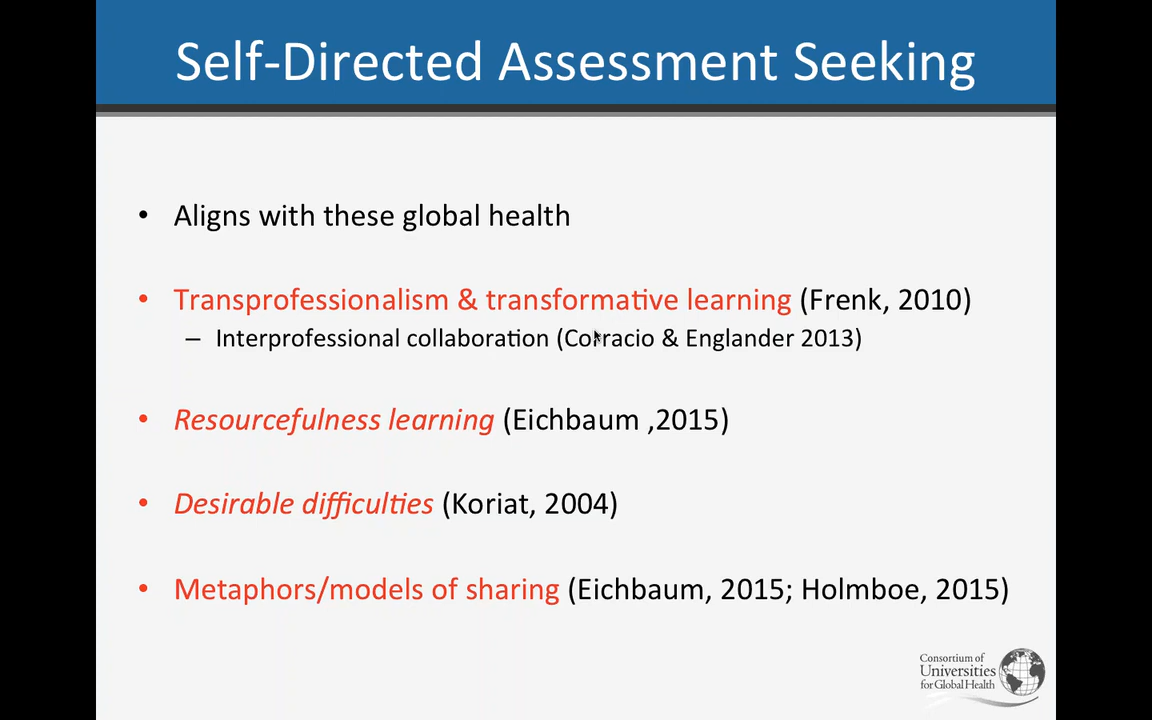 Self-Directed Assessment Seeking
• Aligns with these global health
• Transprofessionalism & transformative learning (Frenk, 2010)
– Interprofessional collaboration (Corracio & Englander 2013)
• Resourcefulness learning (Eichbaum ,2015)
• Desirable difficulties (Koriat, 2004)
• Metaphors/models of sharing (Eichbaum, 2015; Holmboe, 2015)
Consortium of
Universities
for Global Health